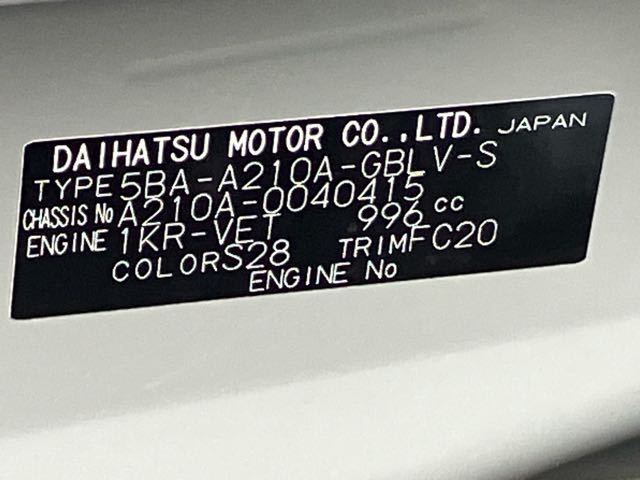 DAIHATSU MOTOR CO.,LTD. JAPAN
TYPE 5BA-A210A-GBLV-S
CHASSIS No A210A-0040415
ENGINE 1KR-VET 996 cc
COLOR S28 TRIM FC20
ENGINE No